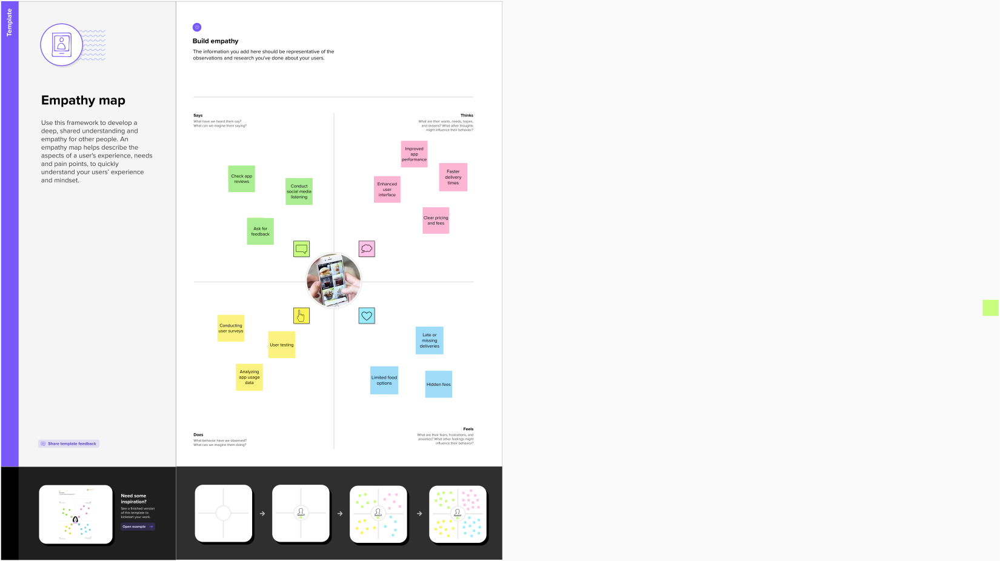 Template
Empathy map
Use this framework to develop a
deep, shared understanding and
empathy for other people. An
empathy map helps describe the
aspects of a user's experience, needs
and pain points, to quickly
understand your users' experience
and mindset.
Share template feedback
Build empathy
The information you add here should be representative of the
observations and research you've done about your users.
Says
What have we heard them say?
What can we magine them saying?
Thinks
What are their wants, needs, hopes,
and dreams? What other thoughts
might influence their behavior?
Check app
reviews
Conduct
social media
listening
Ask for
feedback
Improved
app
performance
Faster
delivery
times
Enhanced
user
interface
Clear pricing
and fees
Conducting
user surveys
User testing
Analyzing
app usage
data
Late or
missing
deliveries
Limited food
options
Hidden fees
Does
What behavior have we observed?
What can we imagine them doing?
Feels
What are their fears, frustrations, and
anxieties? What other feelings might
influence their behavior?
Need some
inspiration?
See a finished version
of this template to
kickstart your work.
Open example